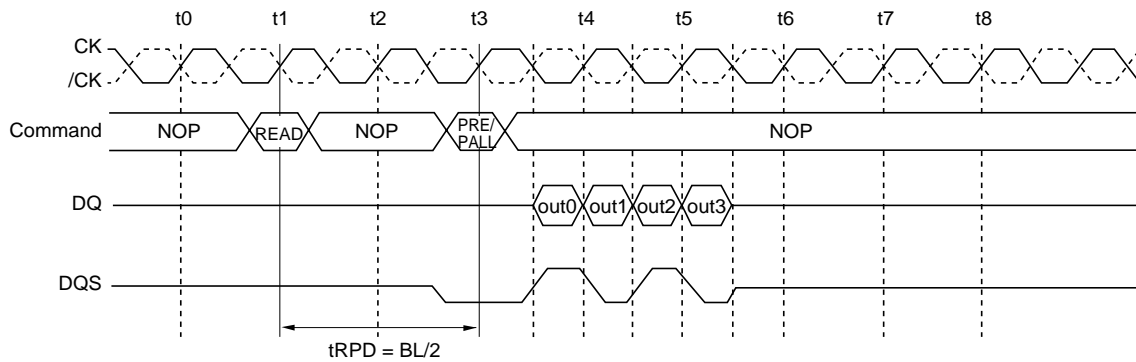 t0 t1 t2 t3 t4 t5 t6 t7 t8
CK
/CK
Command NOP READ NOP PRE/ PALL NOP
DQ out0 out1 out2 out3
DQS
tRPD = BL/2